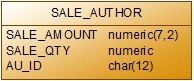 SALE_AUTHOR
SALE_AMOUNT numeric(7,2)
SALE_QTY numeric
AU_ID char(12)